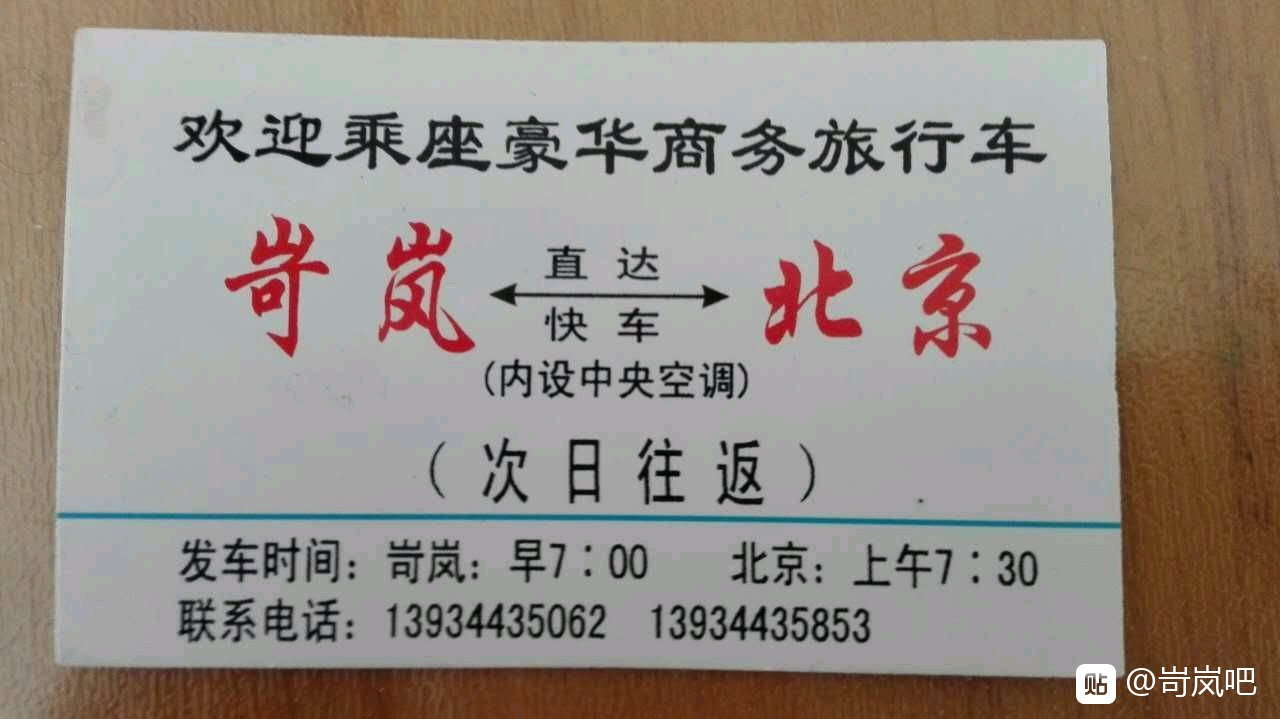 欢迎乘座豪华商务旅行车
岢岚 直达 北京
快车
(内设中央空调)
(次日往返)
发车时间：岢岚：早7：00 北京：上午7：30
联系电话：13934435062 13934435853
贴 @岢岚吧